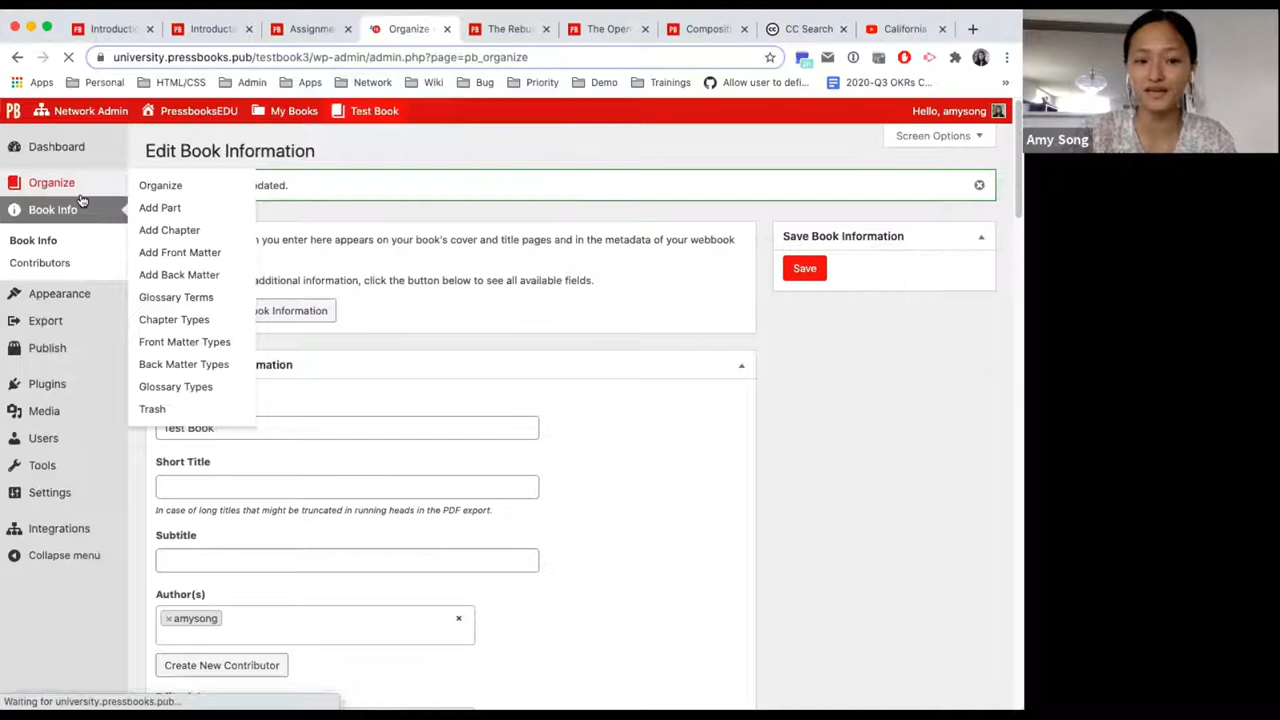 Introductic
Introductic
Assignme
Organize
The Rebu
The Open
Composit
CC Search
California
university.pressbooks.pub/testbook3/wp-admin/admin.php?page=pb_organize
Apps
Personal
HTML/CSS
Admin
Apps
Network
Wiki
Bug
Priority
Demo
Trainings
Allow user to defi...
2020-Q3 OKRs C...
»
PB
Network Admin
PressbooksEDU
My Books
Test Book
Hello, amysong
Amy Song
Dashboard
Organize
Book Info
Book Info
Contributors
Appearance
Export
Publish
Plugins
Media
Users
Tools
Settings
Integrations
Collapse menu
Organize
Add Part
Add Chapter
Add Front Matter
Add Back Matter
Glossary Terms
Chapter Types
Front Matter Types
Back Matter Types
Glossary Types
Trash
Screen Options
Edit Book Information
dated.
n you enter here appears on your book's cover and title pages and in the metadata of your webbook
additional information, click the button below to see all available fields.
ook Information
mation
Test Book
Short Title
In case of long titles that might be truncated in running heads in the PDF export.
Subtitle
Author(s)
× amysong
×
Create New Contributor
Save Book Information
Save
Waiting for university.pressbooks.pub...